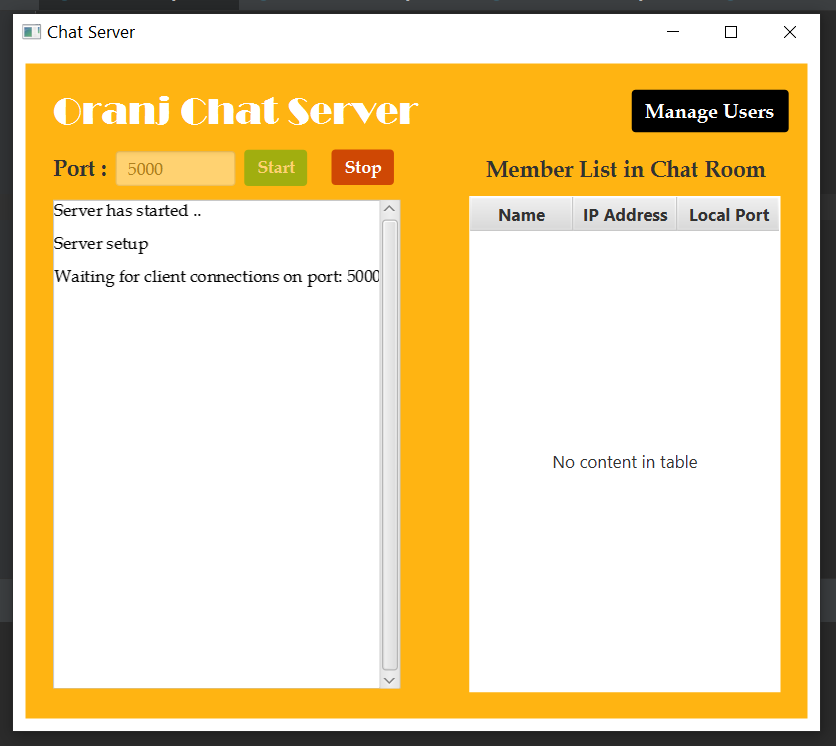 Chat Server
Oranj Chat Server
Manage Users
Port : 5000 Start Stop
Member List in Chat Room
Server has started ..
Server setup
Waiting for client connections on port: 5000
Name IP Address Local Port
No content in table